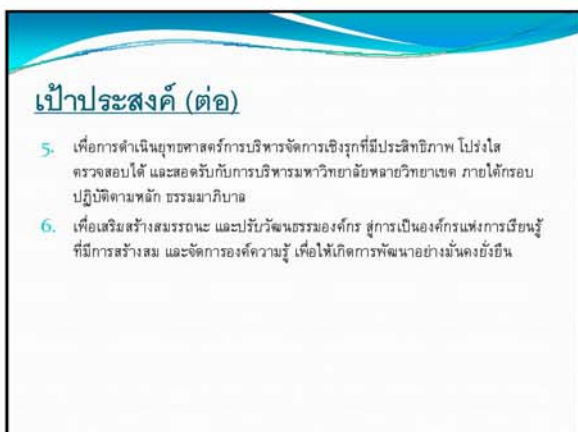 เป้าประสงค์ (ต่อ)
5. เพื่อการดำเนินยุทธศาสตร์การบริหารจัดการเชิงรุกที่มีประสิทธิภาพ โปร่งใส
ตรวจสอบได้ และสอดรับกับการบริหารมหาวิทยาลัยหลายวิทยาเขต ภายใต้กรอบ
ปฏิบัติตามหลัก ธรรมมาภิบาล
6. เพื่อเสริมสร้างสมรรถนะ และปรับวัฒนธรรมองค์กร สู่การเป็นองค์กรแห่งการเรียนรู้
ที่มีการสร้างสม และจัดการองค์ความรู้ เพื่อให้เกิดการพัฒนาอย่างมั่นคงยั่งยืน